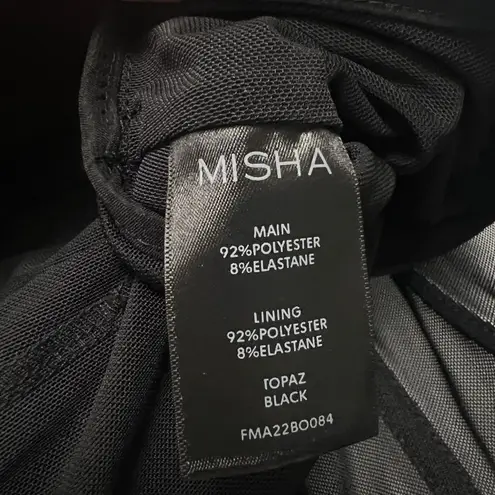 MISHA
MAIN
92%POLYESTER
8%ELASTANE
LINING
92%POLYESTER
8%ELASTANE
TOPAZ
BLACK
FMA22BO084